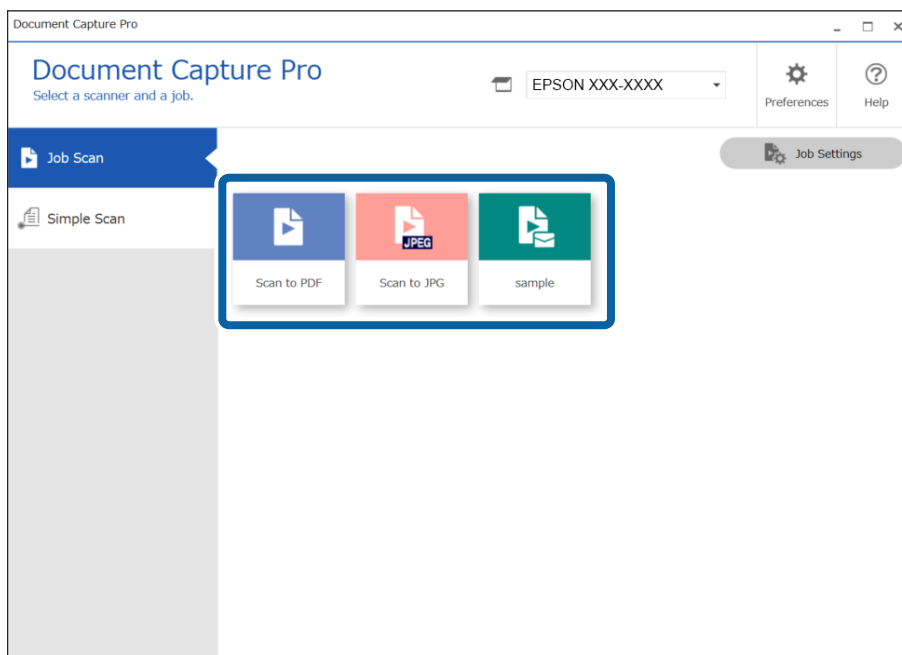 Document Capture Pro
Document Capture Pro
Select a scanner and a job.
EPSON XXX-XXXX
Preferences
Help
Job Scan
Job Settings
Simple Scan
JPEG
Scan to PDF
Scan to JPG
sample